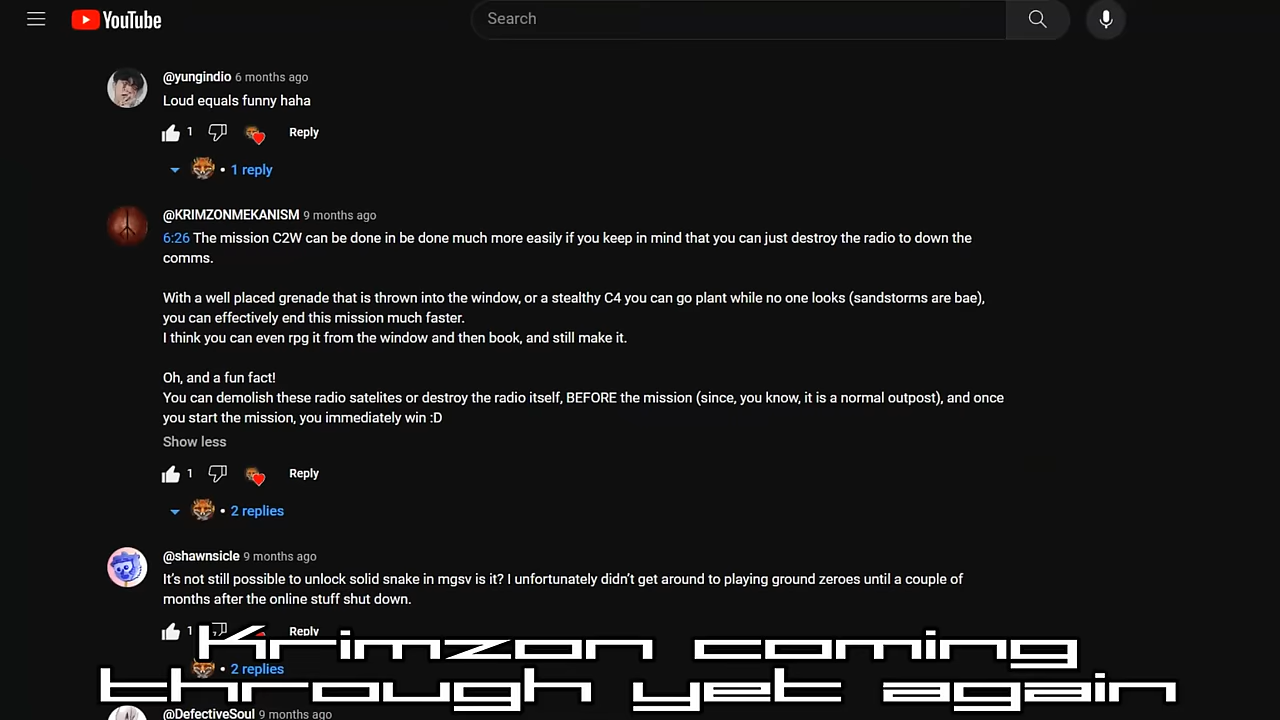 YouTube
Search
@yungindio 6 months ago
Loud equals funny haha
1 Reply
• 1 reply
@KRIMZONMEKANISM 9 months ago
6:26 The mission C2W can be done in be done much more easily if you keep in mind that you can just destroy the radio to down the
comms.
With a well placed grenade that is thrown into the window, or a stealthy C4 you can go plant while no one looks (sandstorms are bae),
you can effectively end this mission much faster.
I think you can even rpg it from the window and then book, and still make it.
Oh, and a fun fact!
You can demolish these radio satelites or destroy the radio itself, BEFORE the mission (since, you know, it is a normal outpost), and once
you start the mission, you immediately win :D
Show less
1 Reply
• 2 replies
@shawnsicle 9 months ago
It's not still possible to unlock solid snake in mgsv is it? I unfortunately didn't get around to playing ground zeroes until a couple of
months after the online stuff shut down.
1 Reply
Krimzon coming
• 2 replies
through yet again
@DefectiveSoul 9 months ago